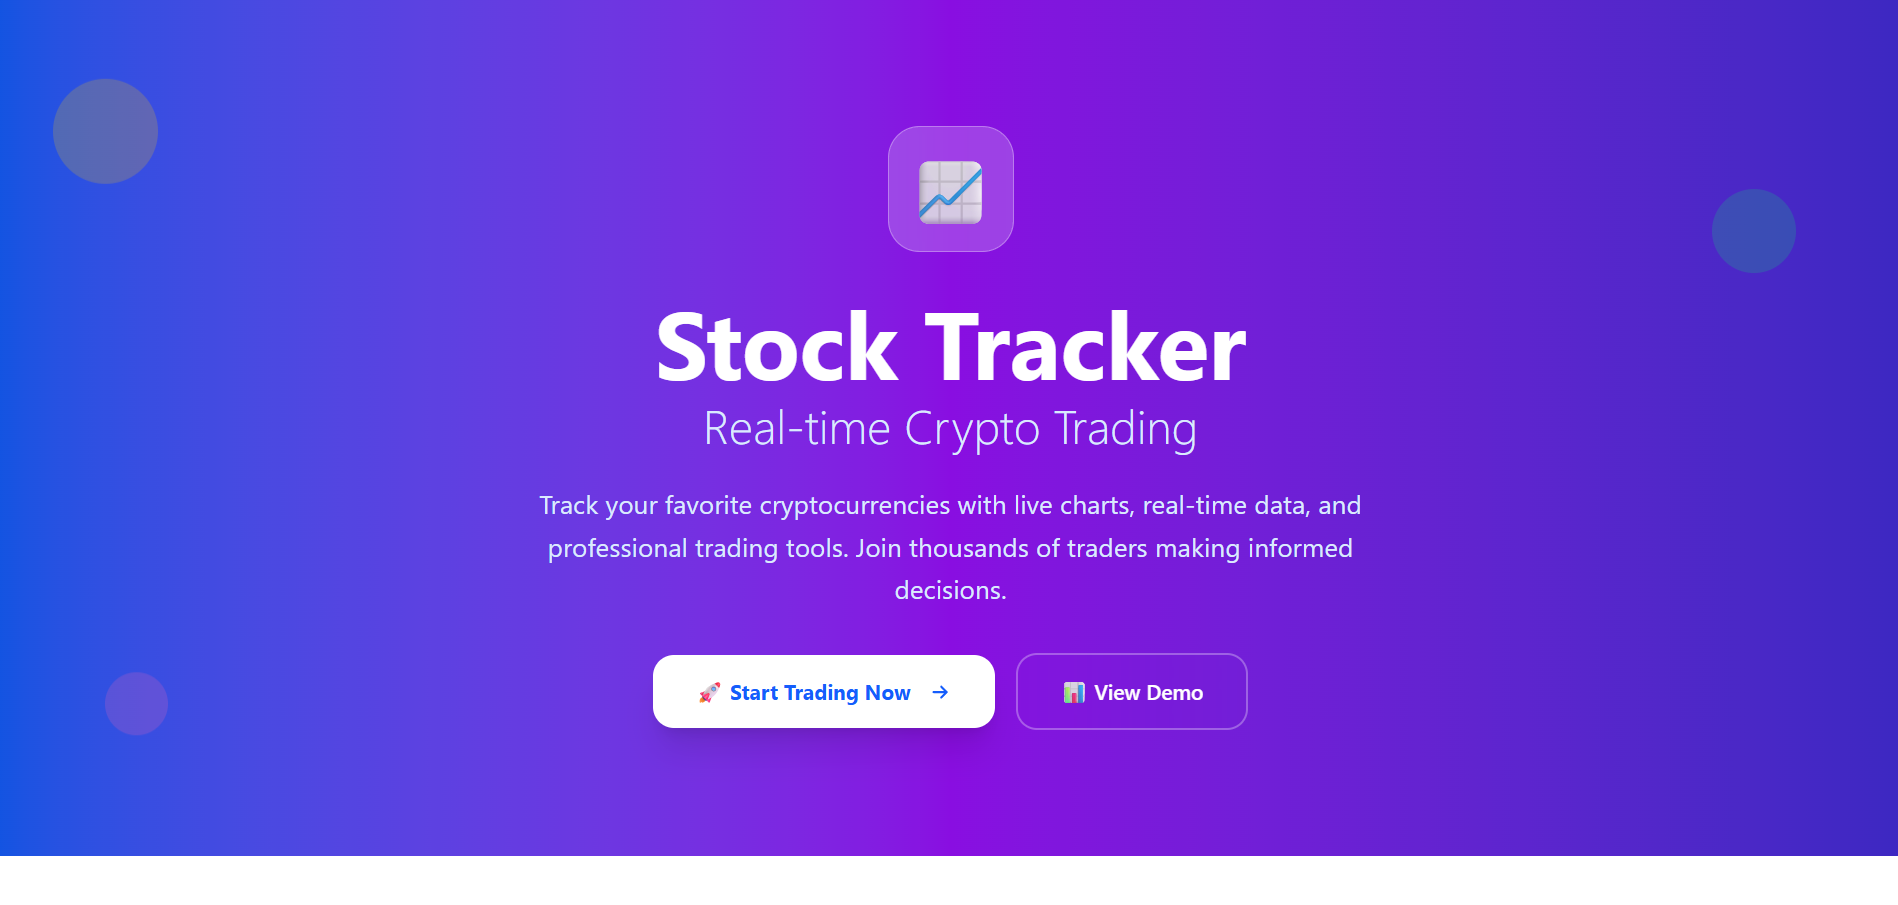 Stock Tracker
Real-time Crypto Trading
Track your favorite cryptocurrencies with live charts, real-time data, and
professional trading tools. Join thousands of traders making informed
decisions.
🚀 Start Trading Now →
📊 View Demo